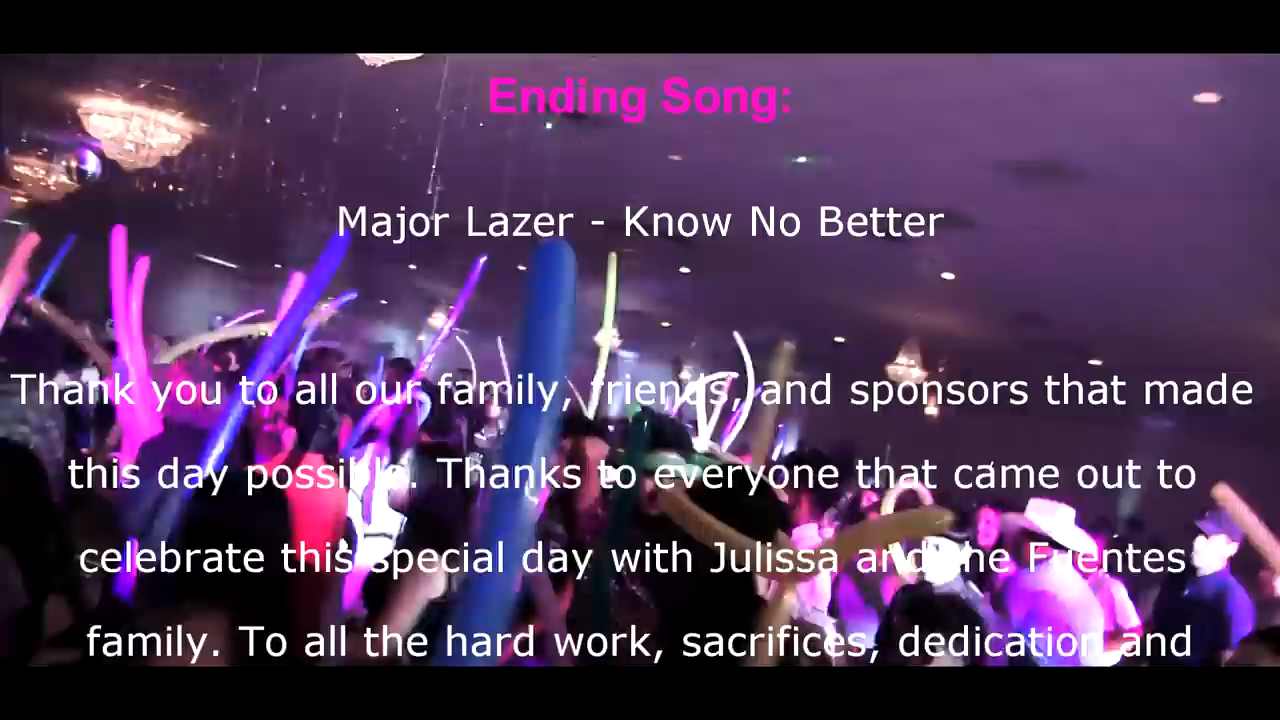 Ending Song:
Major Lazer - Know No Better
Thank you to all our family, friends, and sponsors that made
this day possible. Thanks to everyone that came out to
celebrate this special day with Julissa and the Fuentes
family. To all the hard work, sacrifices, dedication and